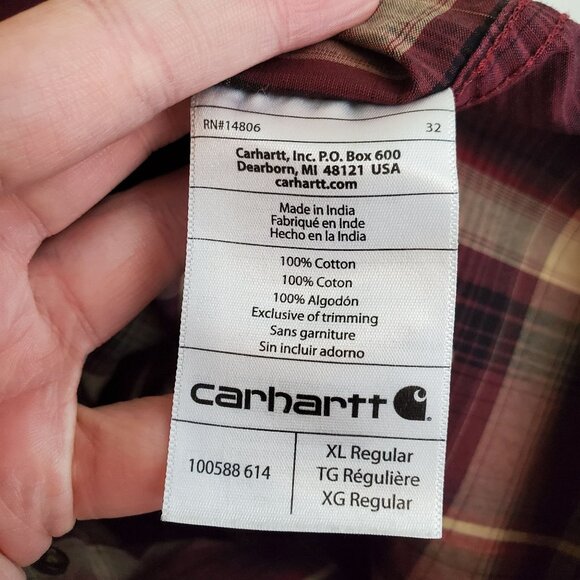 RN#14806 32
Carhartt, Inc. P.O. Box 600
Dearborn, MI 48121 USA
carhartt.com
Made in India
Fabriqué en Inde
Hecho en la India
100% Cotton
100% Coton
100% Algodón
Exclusive of trimming
Sans garniture
Sin incluir adorno
carhartt
100588 614
XL Regular
TG Régulière
XG Regular